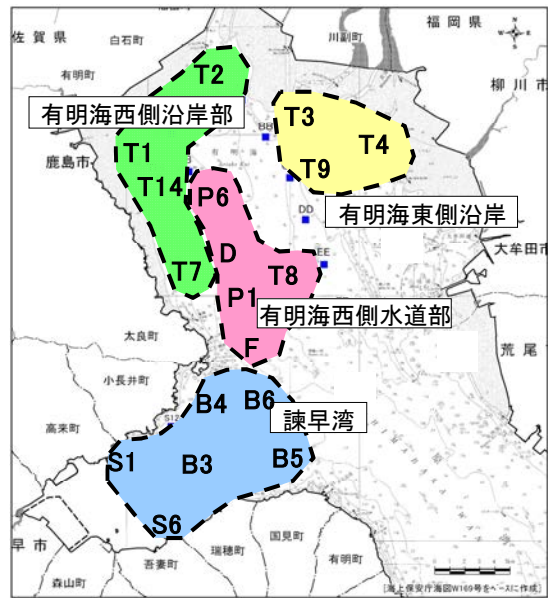 福岡県
佐賀県
白石町
川副町
N
柳川市
有明町
T2
有明海西側沿岸部
T3
BB
T4
T1
鹿島市
T9
T14
P6
有明海東側沿岸
DD
大牟田市
D
EE
T8
T7
P1
有明海西側水道部
太良町
F
荒尾
小長井町
B4
B6
諫早湾
高来町
S1
B3
B5
S6
早市
国見町
瑞穂町
有明町
吾妻町
森山町
[海上保安庁海図W169号をベースに作成]